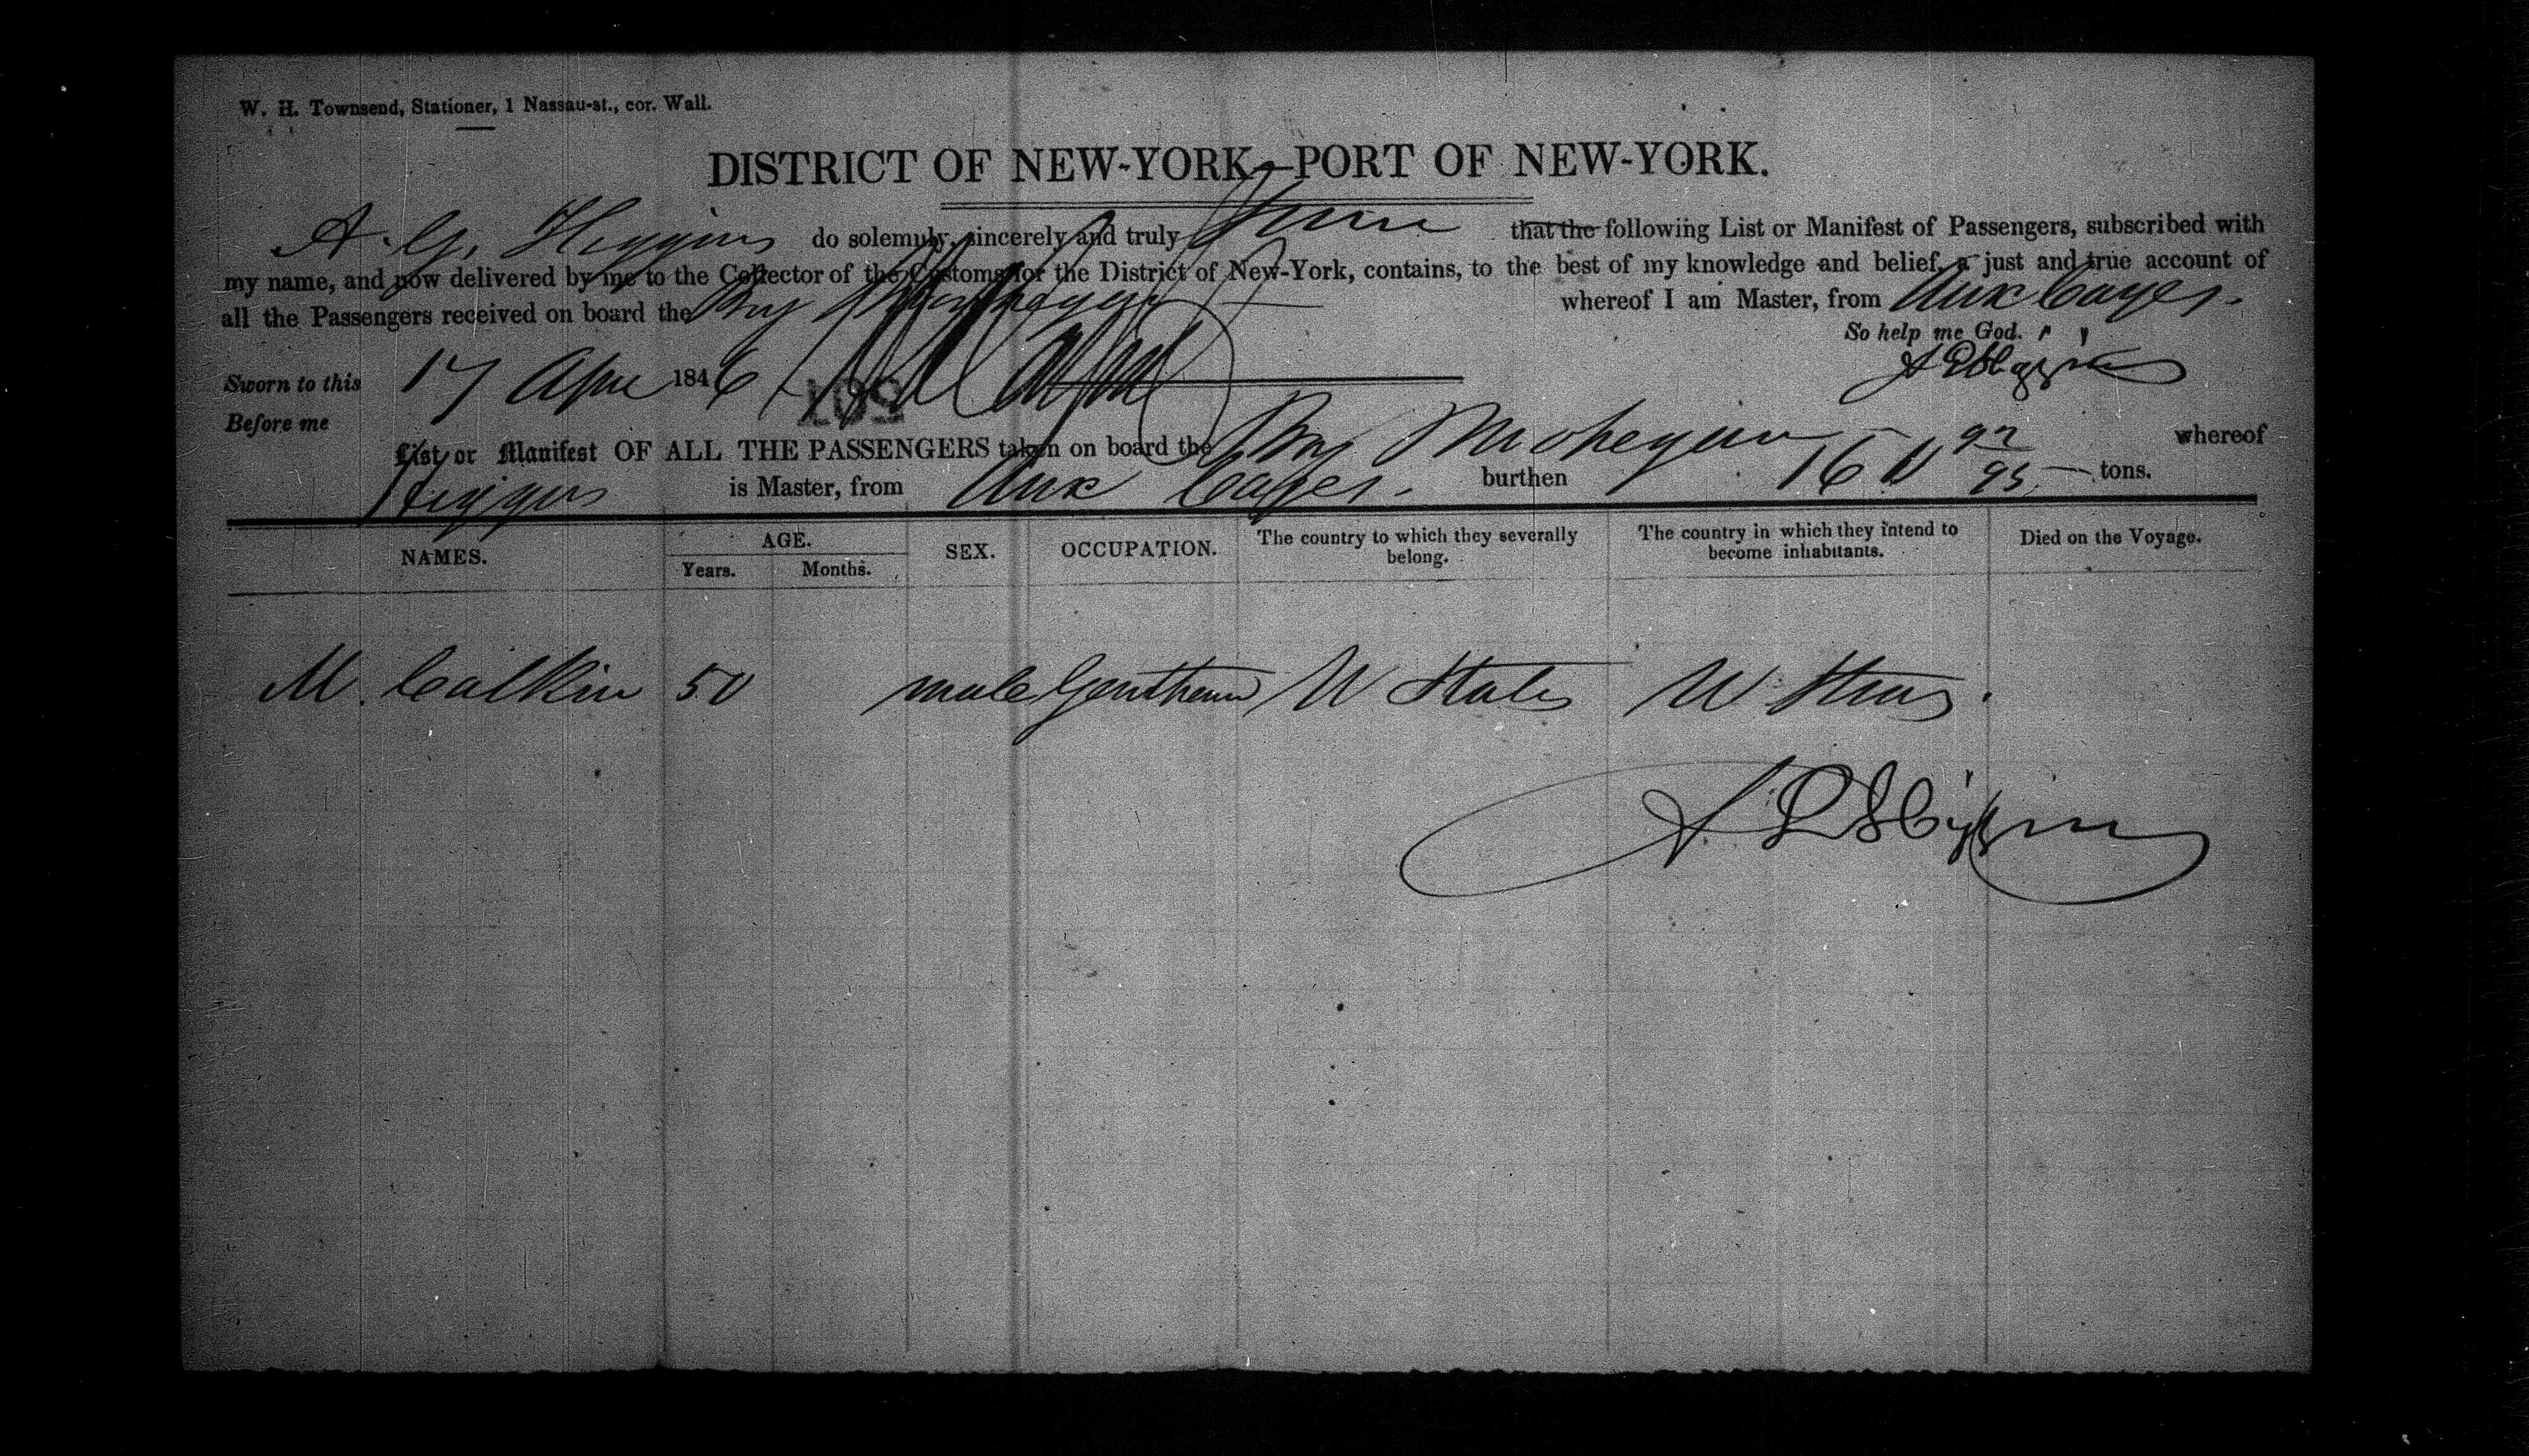 W. H. Townsend, Stationer, 1 Nassau-st., cor. Wall.
DISTRICT OF NEW-YORK—PORT OF NEW-YORK.
A. G. Higgins do solemnly, sincerely and truly that the following List or Manifest of Passengers, subscribed with
my name, and now delivered by me to the Collector of the Customs for the District of New-York, contains, to the best of my knowledge and belief, a just and true account of
all the Passengers received on board the Brig whereof I am Master, from Aux Cayes.
So help me God.
Sworn to this 17 Apr 1846
Before me
List or Manifest OF ALL THE PASSENGERS taken on board the Brig Mohegan whereof
Higgins is Master, from Aux Cayes. burthen tons.
NAMES. AGE. Years. Months. SEX. OCCUPATION. The country to which they severally belong. The country in which they intend to become inhabitants. Died on the Voyage.
M. Calkin 50 male U States U States.